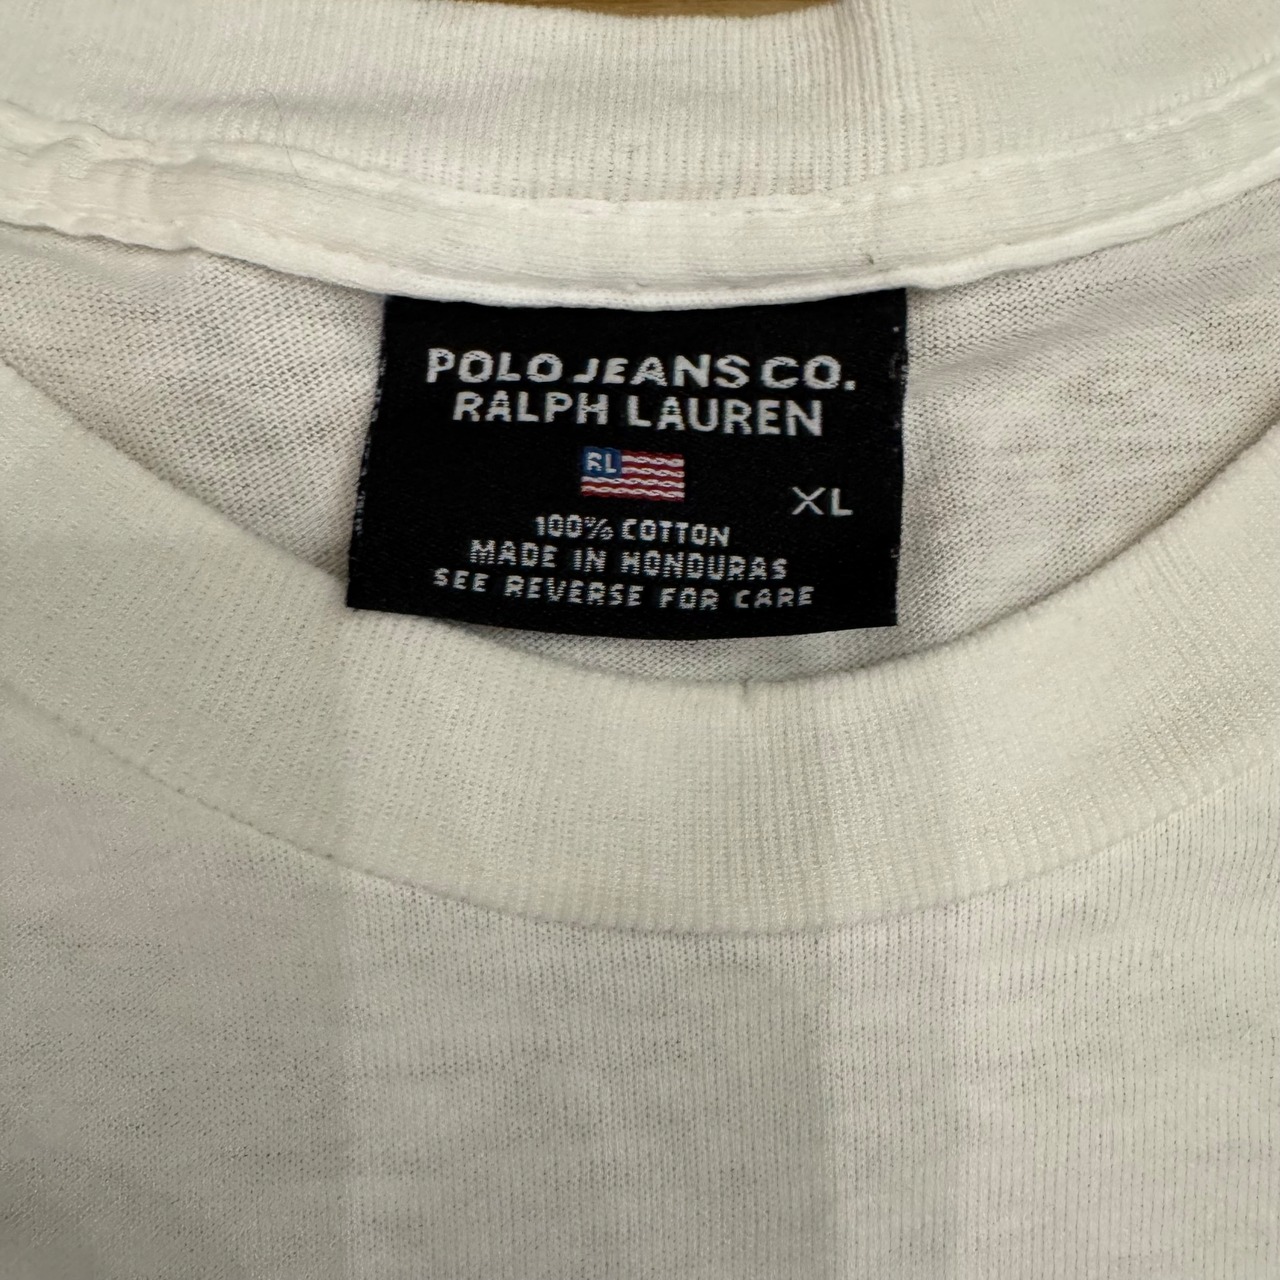 POLO JEANS CO.
RALPH LAUREN
RL
XL
100% COTTON
MADE IN HONDURAS
SEE REVERSE FOR CARE